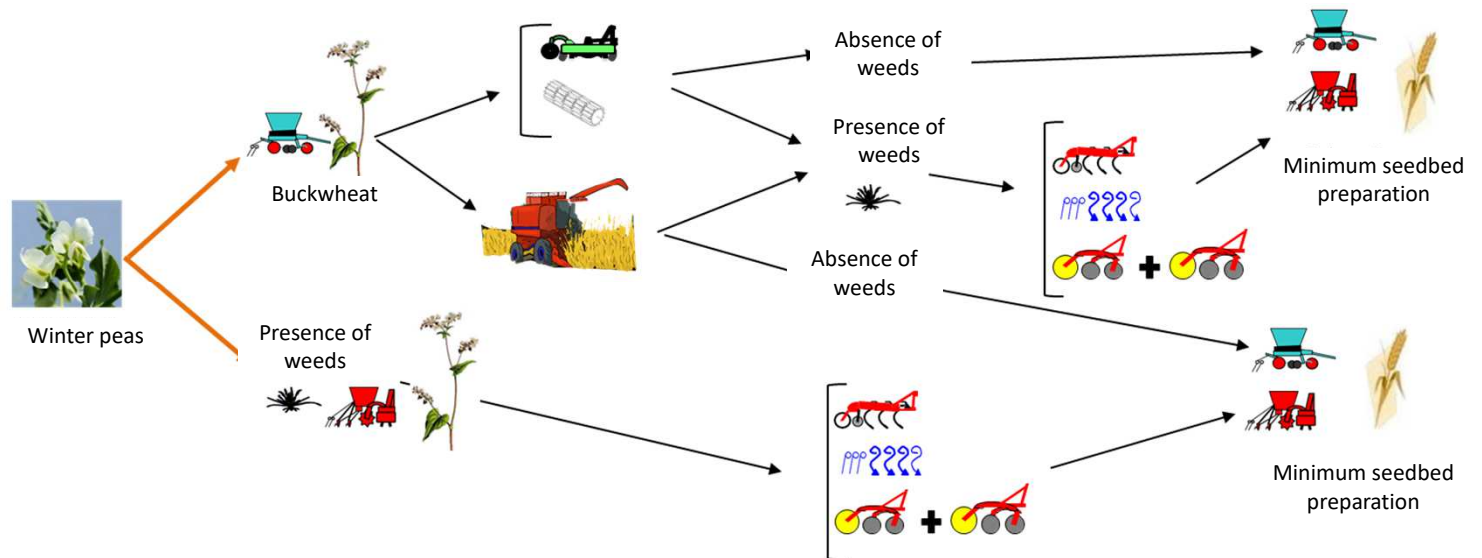 Absence of
weeds
Presence of
weeds
Buckwheat
Minimum seedbed
preparation
Absence of
weeds
Winter peas
Presence of
weeds
Minimum seedbed
preparation